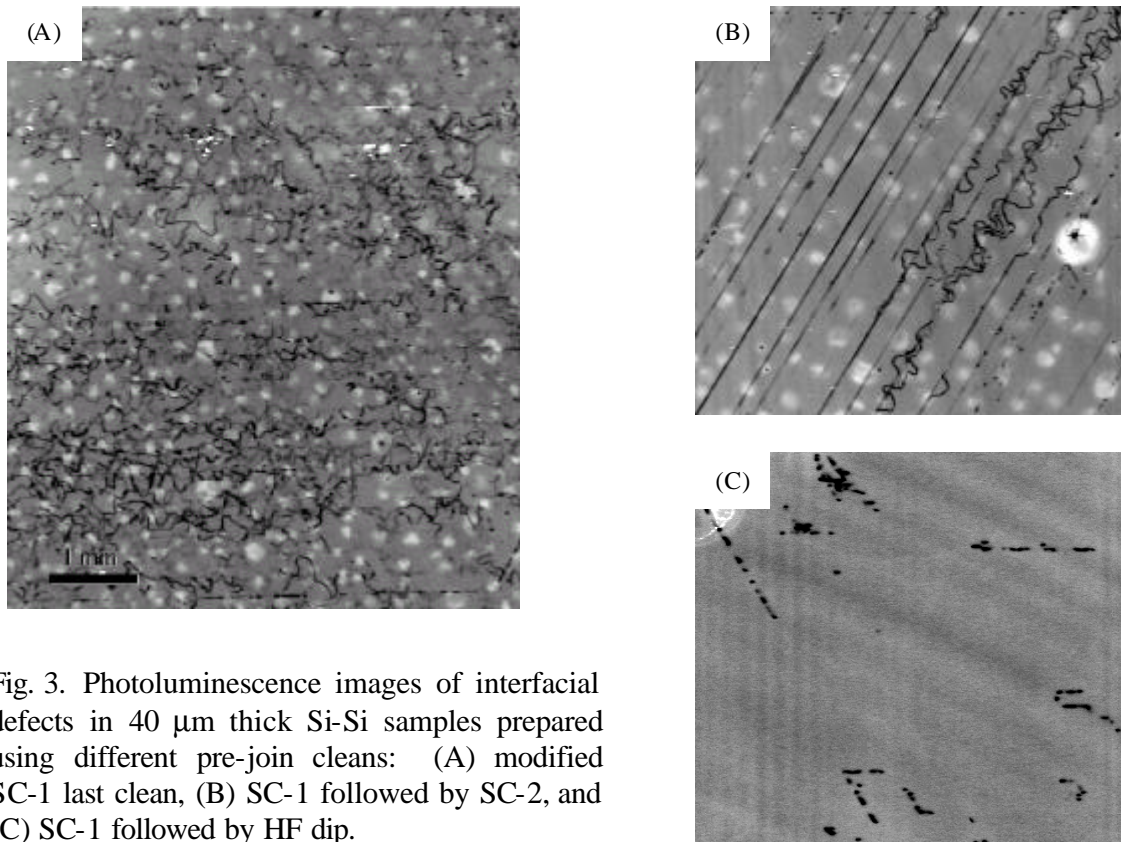 (A)
(B)
1 mm
(C)
Fig. 3. Photoluminescence images of interfacial
defects in 40 µm thick Si-Si samples prepared
using different pre-join cleans: (A) modified
SC-1 last clean, (B) SC-1 followed by SC-2, and
(C) SC-1 followed by HF dip.